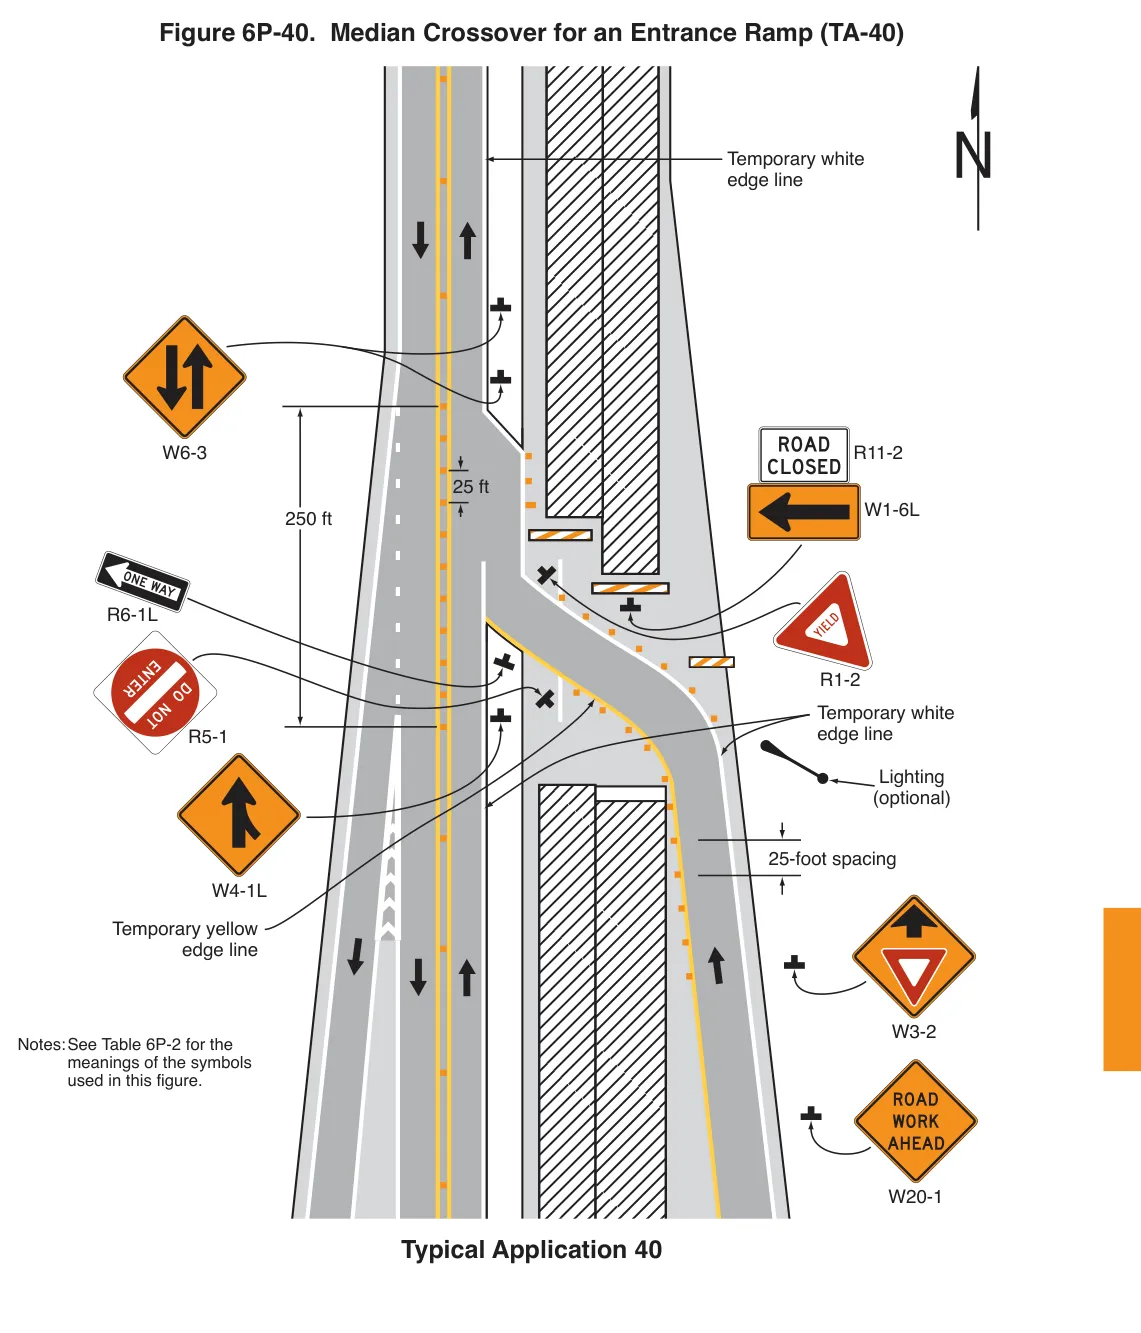 Figure 6P-40.  Median Crossover for an Entrance Ramp (TA-40)
Temporary white
edge line
N
W6-3
ROAD
CLOSED
R11-2
W1-6L
25 ft
250 ft
ONE WAY
R6-1L
YIELD
R1-2
DO NOT
ENTER
R5-1
Temporary white
edge line
Lighting
(optional)
W4-1L
25-foot spacing
Temporary yellow
edge line
W3-2
Notes: See Table 6P-2 for the
meanings of the symbols
used in this figure.
ROAD
WORK
AHEAD
W20-1
Typical Application 40